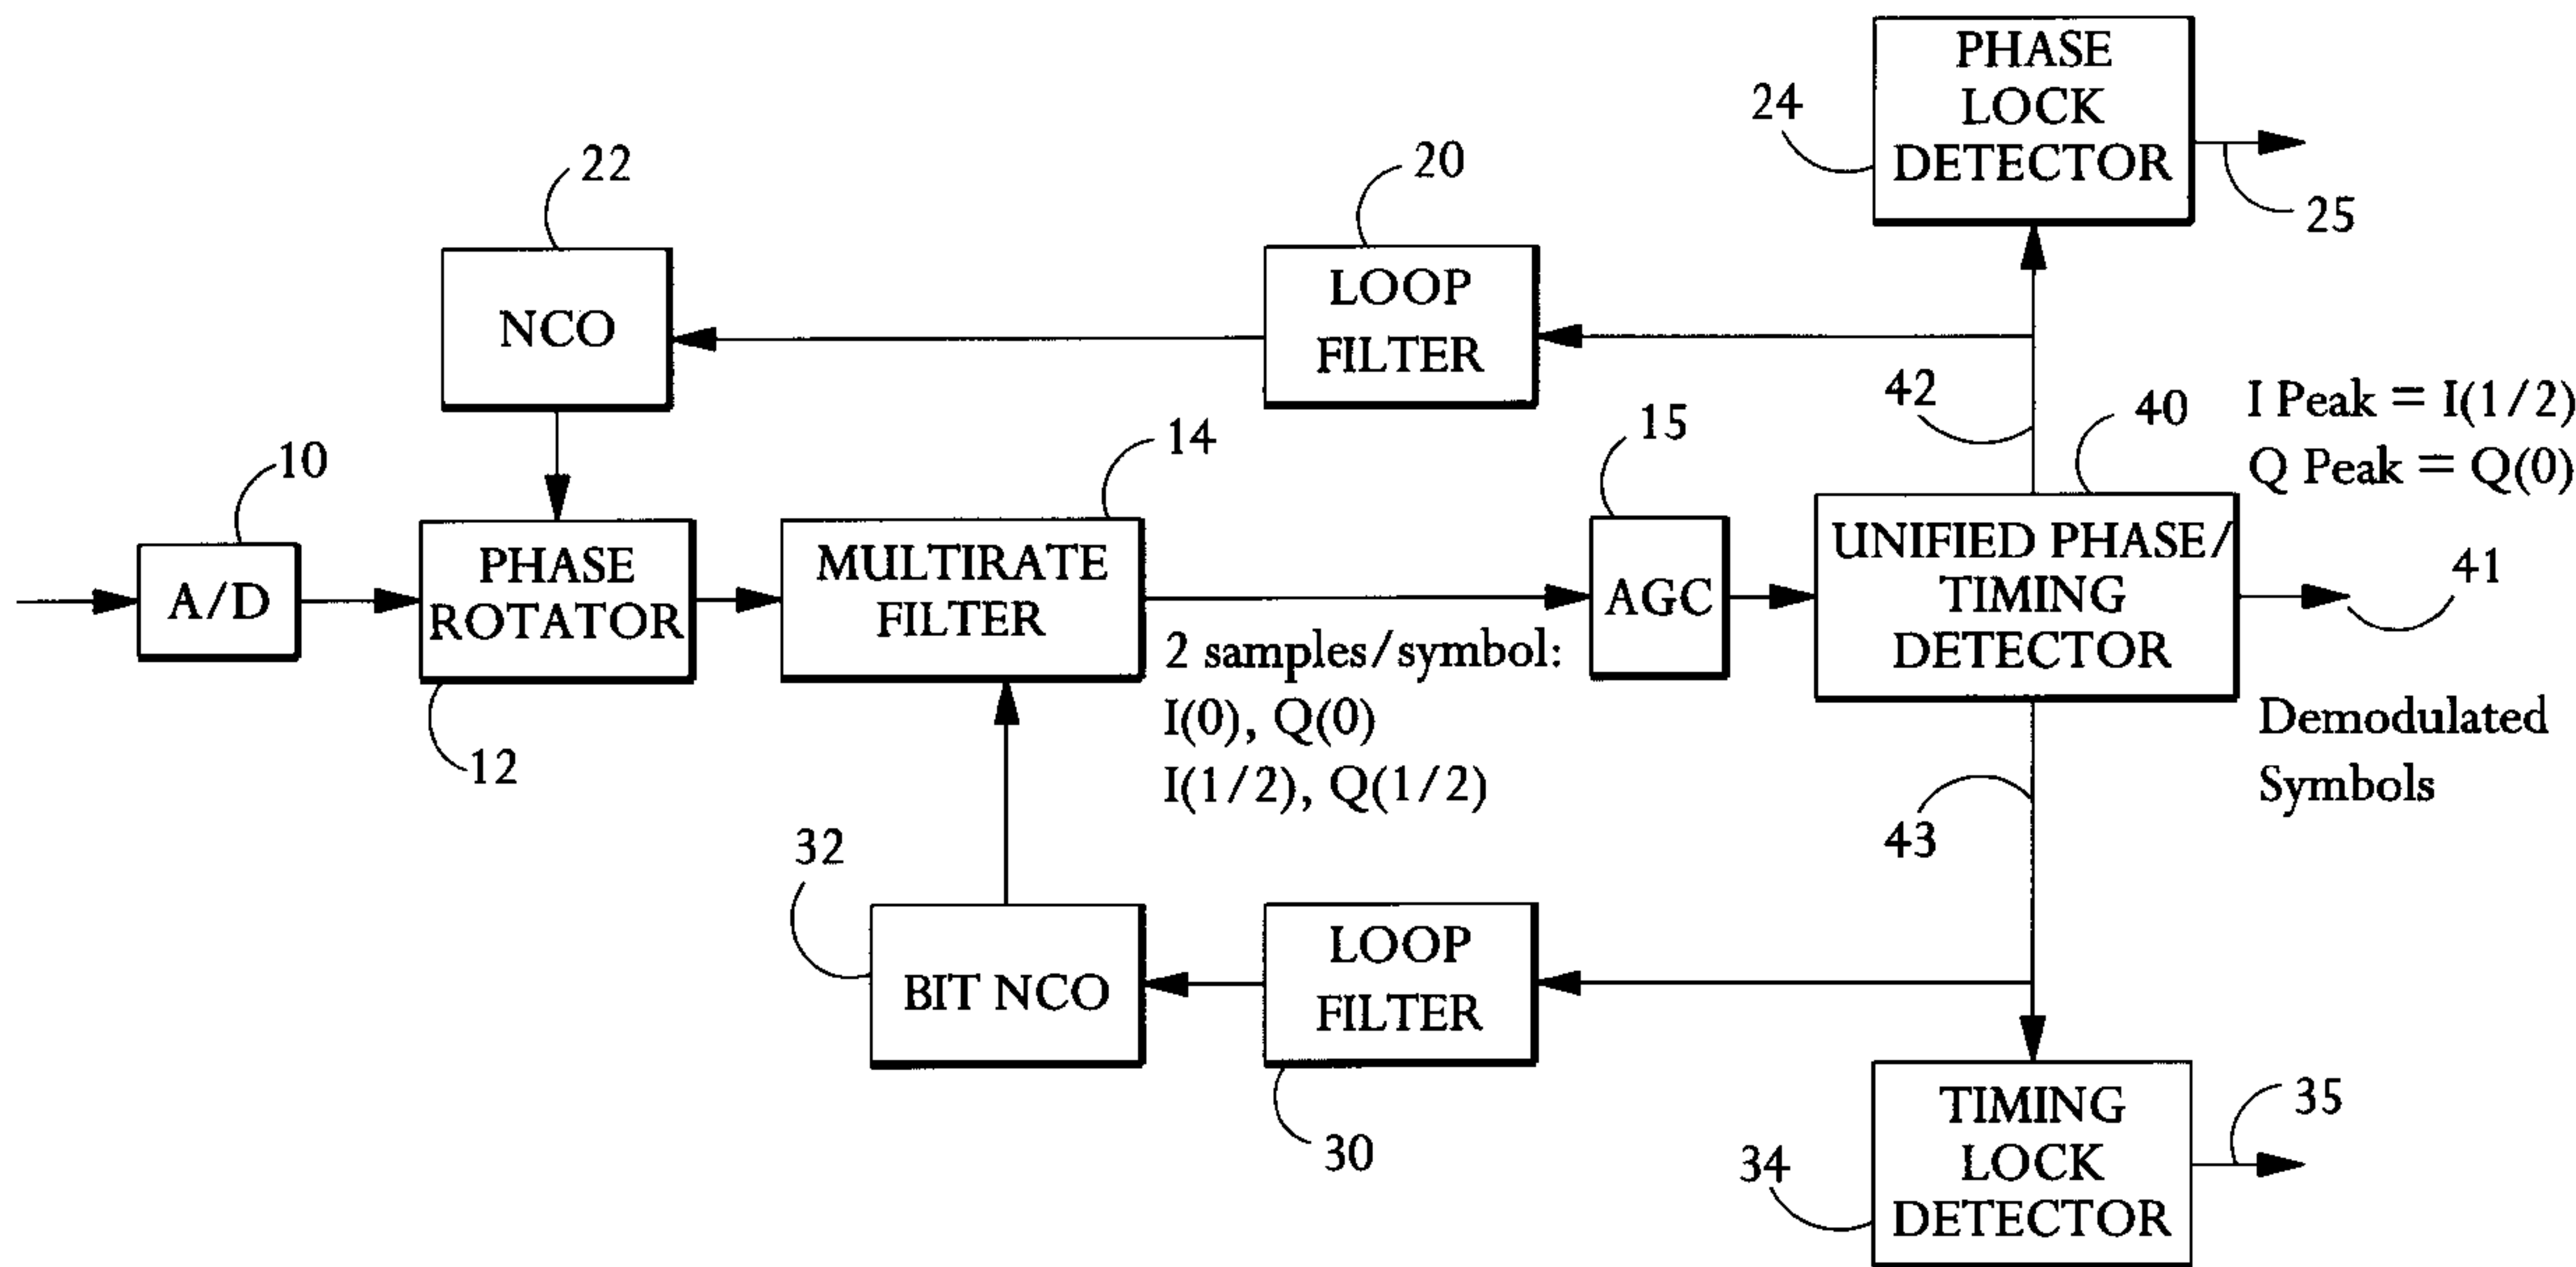 PHASE
LOCK
DETECTOR
24
25
22
20
NCO
LOOP
FILTER
42
40
I Peak = I(1/2)
Q Peak = Q(0)
10
14
15
A/D
PHASE
ROTATOR
MULTIRATE
FILTER
AGC
UNIFIED PHASE/
TIMING
DETECTOR
41
12
2 samples/symbol:
I(0), Q(0)
I(1/2), Q(1/2)
Demodulated
Symbols
43
32
BIT NCO
LOOP
FILTER
30
TIMING
LOCK
DETECTOR
34
35